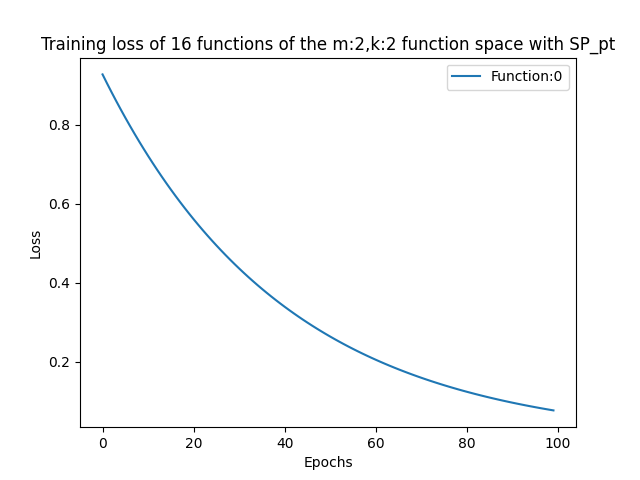 Training loss of 16 functions of the m:2,k:2 function space with SP_pt
Function:0
Loss
0.8
0.6
0.4
0.2
0 20 40 60 80 100
Epochs